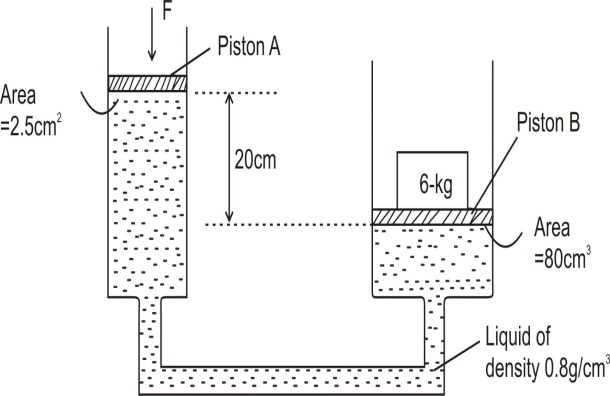 F
Piston A
Area
=2.5cm²
20cm
Piston B
6-kg
Area
=80cm³
Liquid of
density 0.8g/cm³